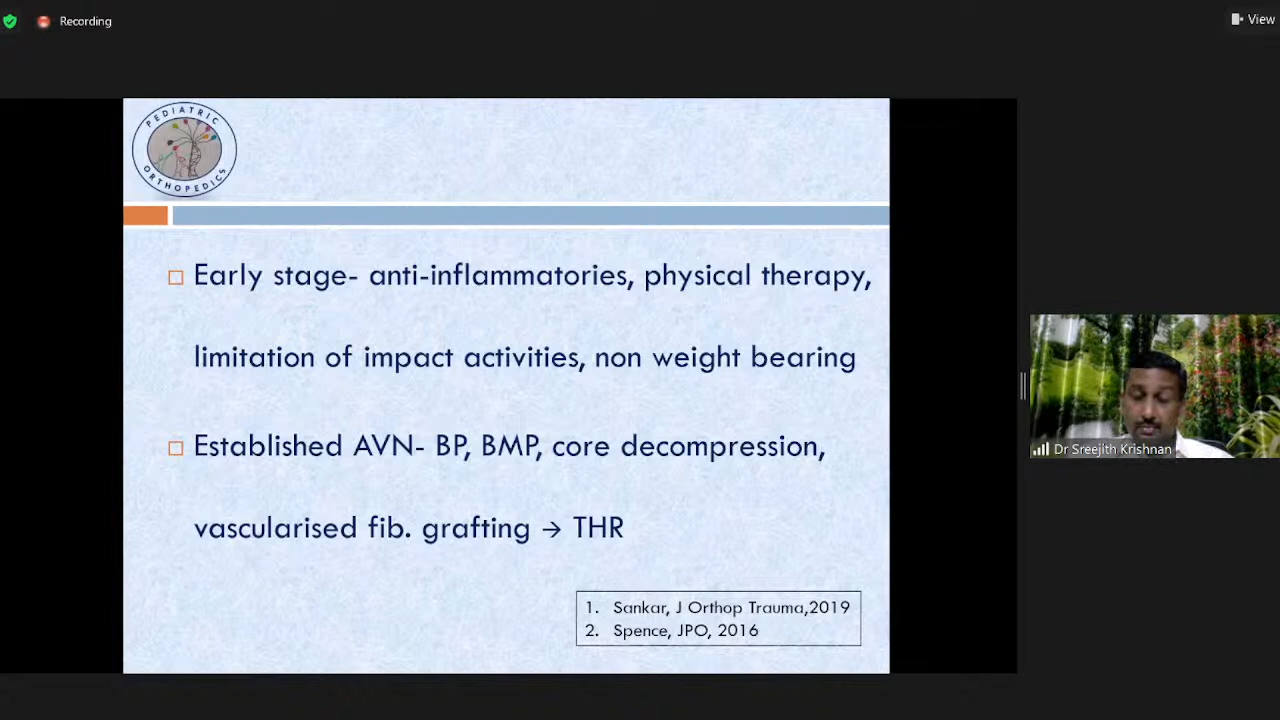 Recording
View
PEDIATRIC
ORTHOPEDICS
Early stage- anti-inflammatories, physical therapy,
limitation of impact activities, non weight bearing
Established AVN- BP, BMP, core decompression,
vascularised fib. grafting → THR
1. Sankar, J Orthop Trauma,2019
2. Spence, JPO, 2016
Dr Sreejith Krishnan